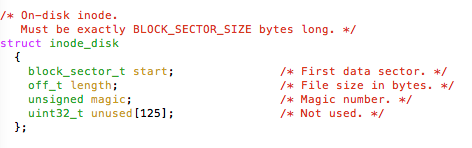 /* On-disk inode.
   Must be exactly BLOCK_SECTOR_SIZE bytes long. */
struct inode_disk
  {
    block_sector_t start;               /* First data sector. */
    off_t length;                       /* File size in bytes. */
    unsigned magic;                     /* Magic number. */
    uint32_t unused[125];               /* Not used. */
  };